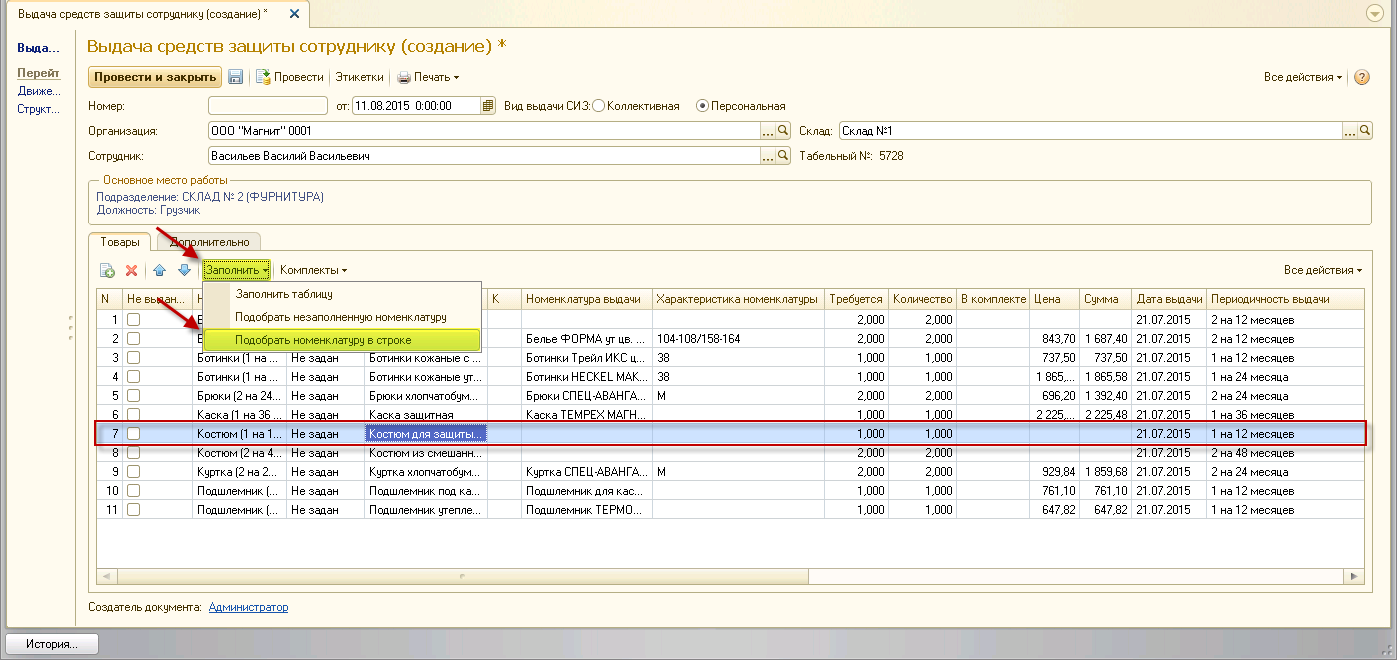 Выдача средств защиты сотруднику (создание) *
Выда...
Перейт
Движе...
Структ...
Выдача средств защиты сотруднику (создание) *
Провести и закрыть Провести Этикетки Печать Все действия
Номер: от: 11.08.2015 0:00:00 Вид выдачи СИЗ: Коллективная Персональная
Организация: ООО "Магнит" 0001 ... Склад: Склад №1 ...
Сотрудник: Васильев Василий Васильевич ... Табельный №: 5728
Основное место работы
Подразделение: СКЛАД № 2 (ФУРНИТУРА)
Должность: Грузчик
Товары Дополнительно
Заполнить Комплекты Все действия
Заполнить таблицу
Подобрать незаполненную номенклатуру
Подобрать номенклатуру в строке
N Не выдан... К Номенклатура выдачи Характеристика номенклатуры Требуется Количество В комплекте Цена Сумма Дата выдачи Периодичность выдачи
1 2,000 2,000 21.07.2015 2 на 12 месяцев
2 Белье ФОРМА ут цв. ... 104-108/158-164 2,000 2,000 843,70 1 687,40 21.07.2015 2 на 12 месяцев
3 Ботинки (1 на ... Не задан Ботинки кожаные с ... Ботинки Трейл ИКС ц... 38 1,000 1,000 737,50 737,50 21.07.2015 1 на 12 месяцев
4 Ботинки (1 на ... Не задан Ботинки кожаные ут... Ботинки HECKEL МАК... 38 1,000 1,000 1 865,... 1 865,58 21.07.2015 1 на 24 месяца
5 Брюки (2 на 24... Не задан Брюки хлопчатобум... Брюки СПЕЦ-АВАНГА... M 2,000 2,000 696,20 1 392,40 21.07.2015 2 на 24 месяца
6 Каска (1 на 36 ... Не задан Каска защитная Каска TEMPEX МАГН... 1,000 1,000 2 225,... 2 225,48 21.07.2015 1 на 36 месяцев
7 Костюм (1 на 1... Не задан Костюм для защиты... 1,000 1,000 21.07.2015 1 на 12 месяцев
8 Костюм (2 на 4... Не задан Костюм из смешанн... 2,000 2,000 21.07.2015 2 на 48 месяцев
9 Куртка (2 на 2... Не задан Куртка хлопчатобум... Куртка СПЕЦ-АВАНГА... M 2,000 2,000 929,84 1 859,68 21.07.2015 2 на 24 месяца
10 Подшлемник (... Не задан Подшлемник под ка... Подшлемник для кас... 1,000 1,000 761,10 761,10 21.07.2015 1 на 12 месяцев
11 Подшлемник (... Не задан Подшлемник утепле... Подшлемник ТЕРМО... 1,000 1,000 647,82 647,82 21.07.2015 1 на 12 месяцев
Создатель документа: Администратор
История...